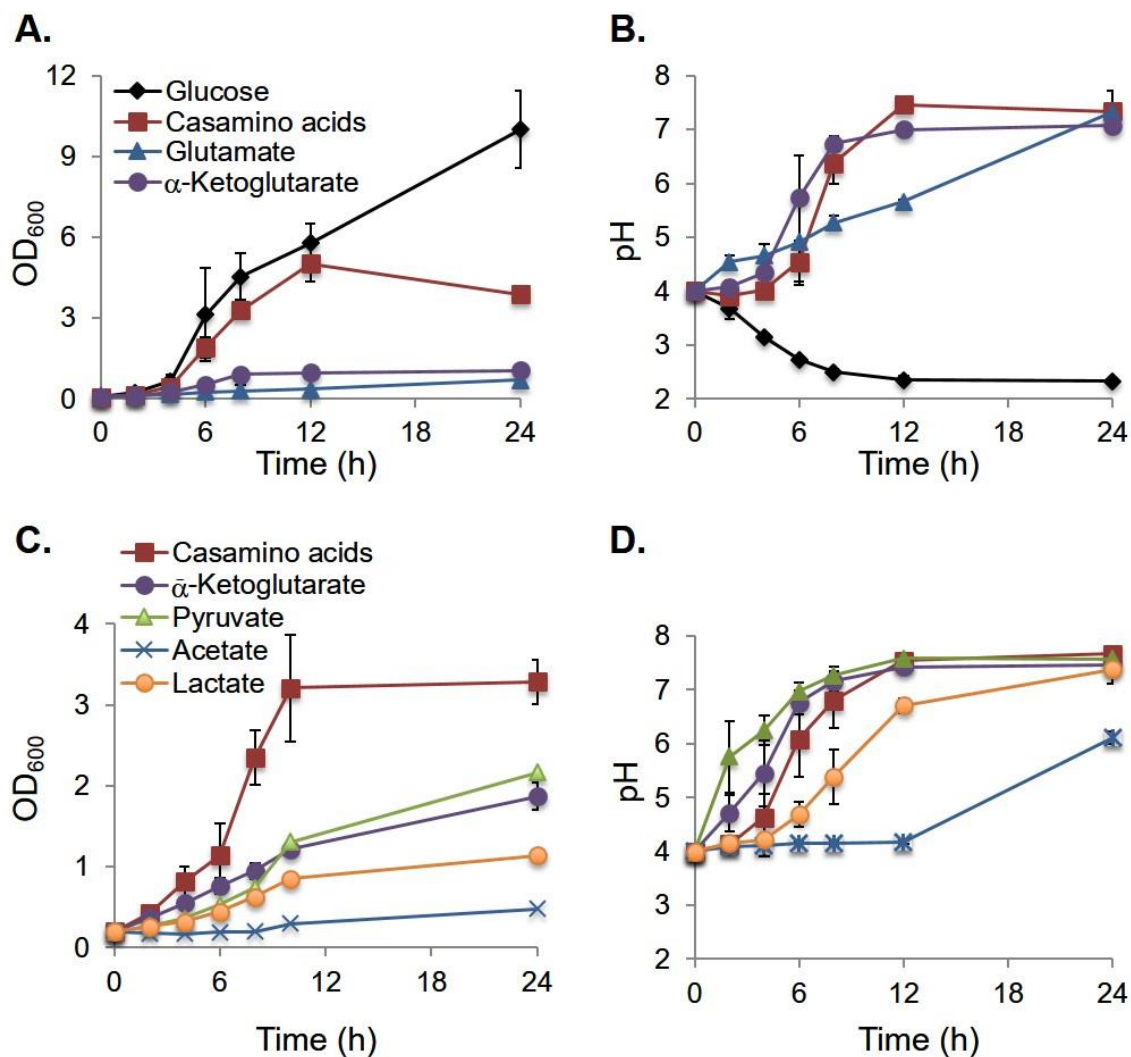 A.
12
9
6
3
0
OD600
Glucose
Casamino acids
Glutamate
α-Ketoglutarate
0 6 12 18 24
Time (h)
B.
8
7
6
5
4
3
2
pH
0 6 12 18 24
Time (h)
C.
Casamino acids
ᾱ-Ketoglutarate
Pyruvate
Acetate
Lactate
4
3
2
1
0
OD600
0 6 12 18 24
Time (h)
D.
8
7
6
5
4
3
2
pH
0 6 12 18 24
Time (h)